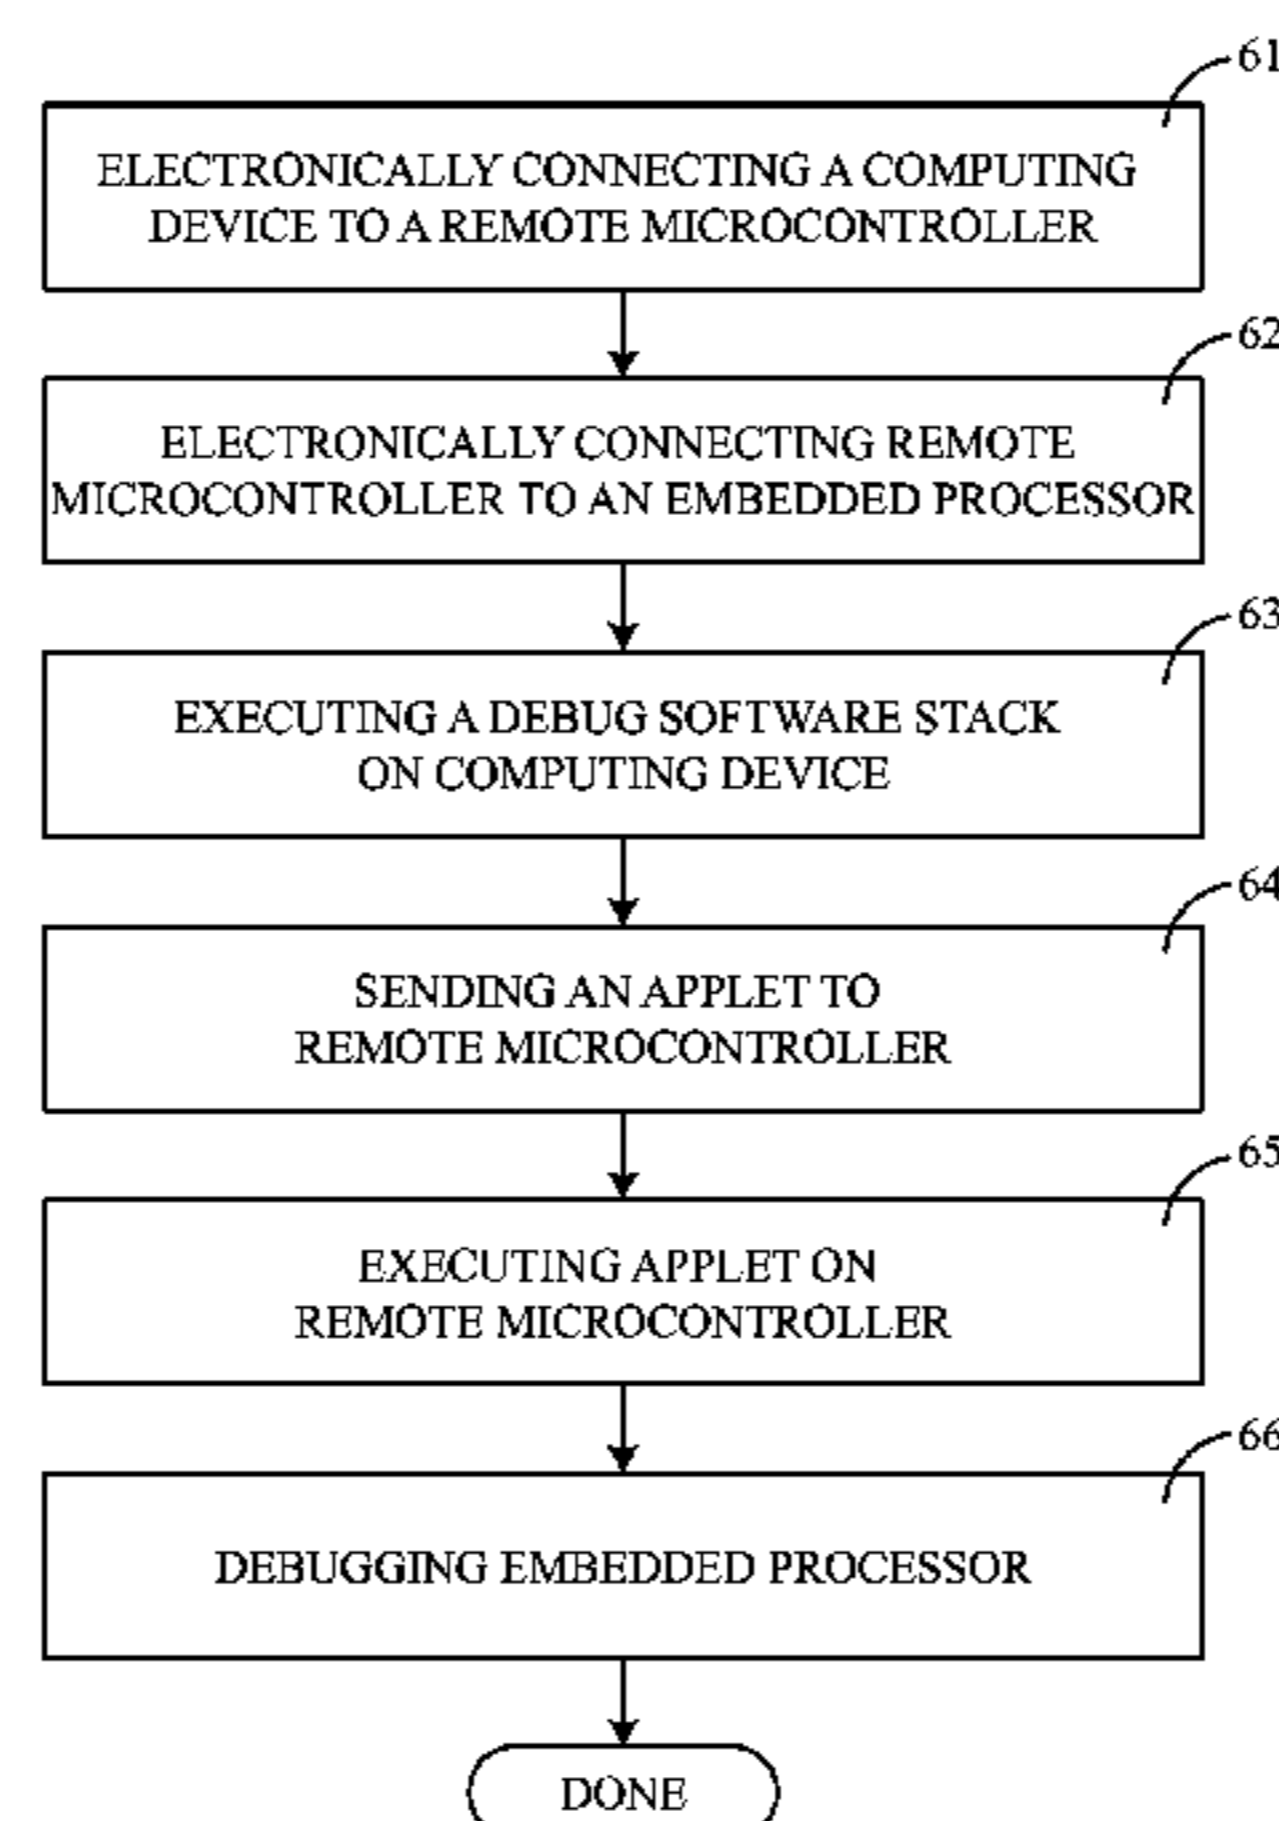 61
ELECTRONICALLY CONNECTING A COMPUTING
DEVICE TO A REMOTE MICROCONTROLLER
62
ELECTRONICALLY CONNECTING REMOTE
MICROCONTROLLER TO AN EMBEDDED PROCESSOR
63
EXECUTING A DEBUG SOFTWARE STACK
ON COMPUTING DEVICE
64
SENDING AN APPLET TO
REMOTE MICROCONTROLLER
65
EXECUTING APPLET ON
REMOTE MICROCONTROLLER
66
DEBUGGING EMBEDDED PROCESSOR
DONE